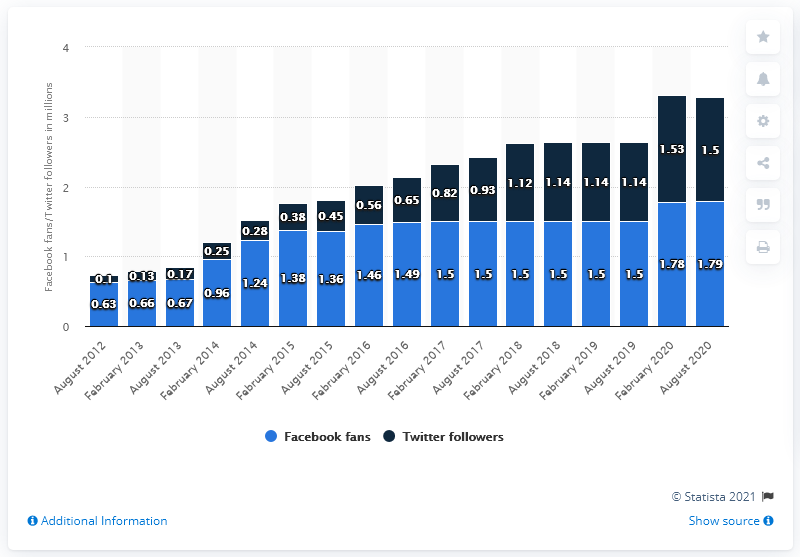 4
3
2
1
0
Facebook fans/Twitter followers in millions
0.1 0.13 0.17 0.25 0.28 0.38 0.45 0.56 0.65 0.82 0.93 1.12 1.14 1.14 1.14 1.53 1.5
0.63 0.66 0.67 0.96 1.24 1.38 1.36 1.46 1.49 1.5 1.5 1.5 1.5 1.5 1.5 1.78 1.79
August 2012
February 2013
August 2013
February 2014
August 2014
February 2015
August 2015
February 2016
August 2016
February 2017
August 2017
February 2018
August 2018
February 2019
August 2019
February 2020
August 2020
Facebook fans Twitter followers
© Statista 2021
Additional Information Show source